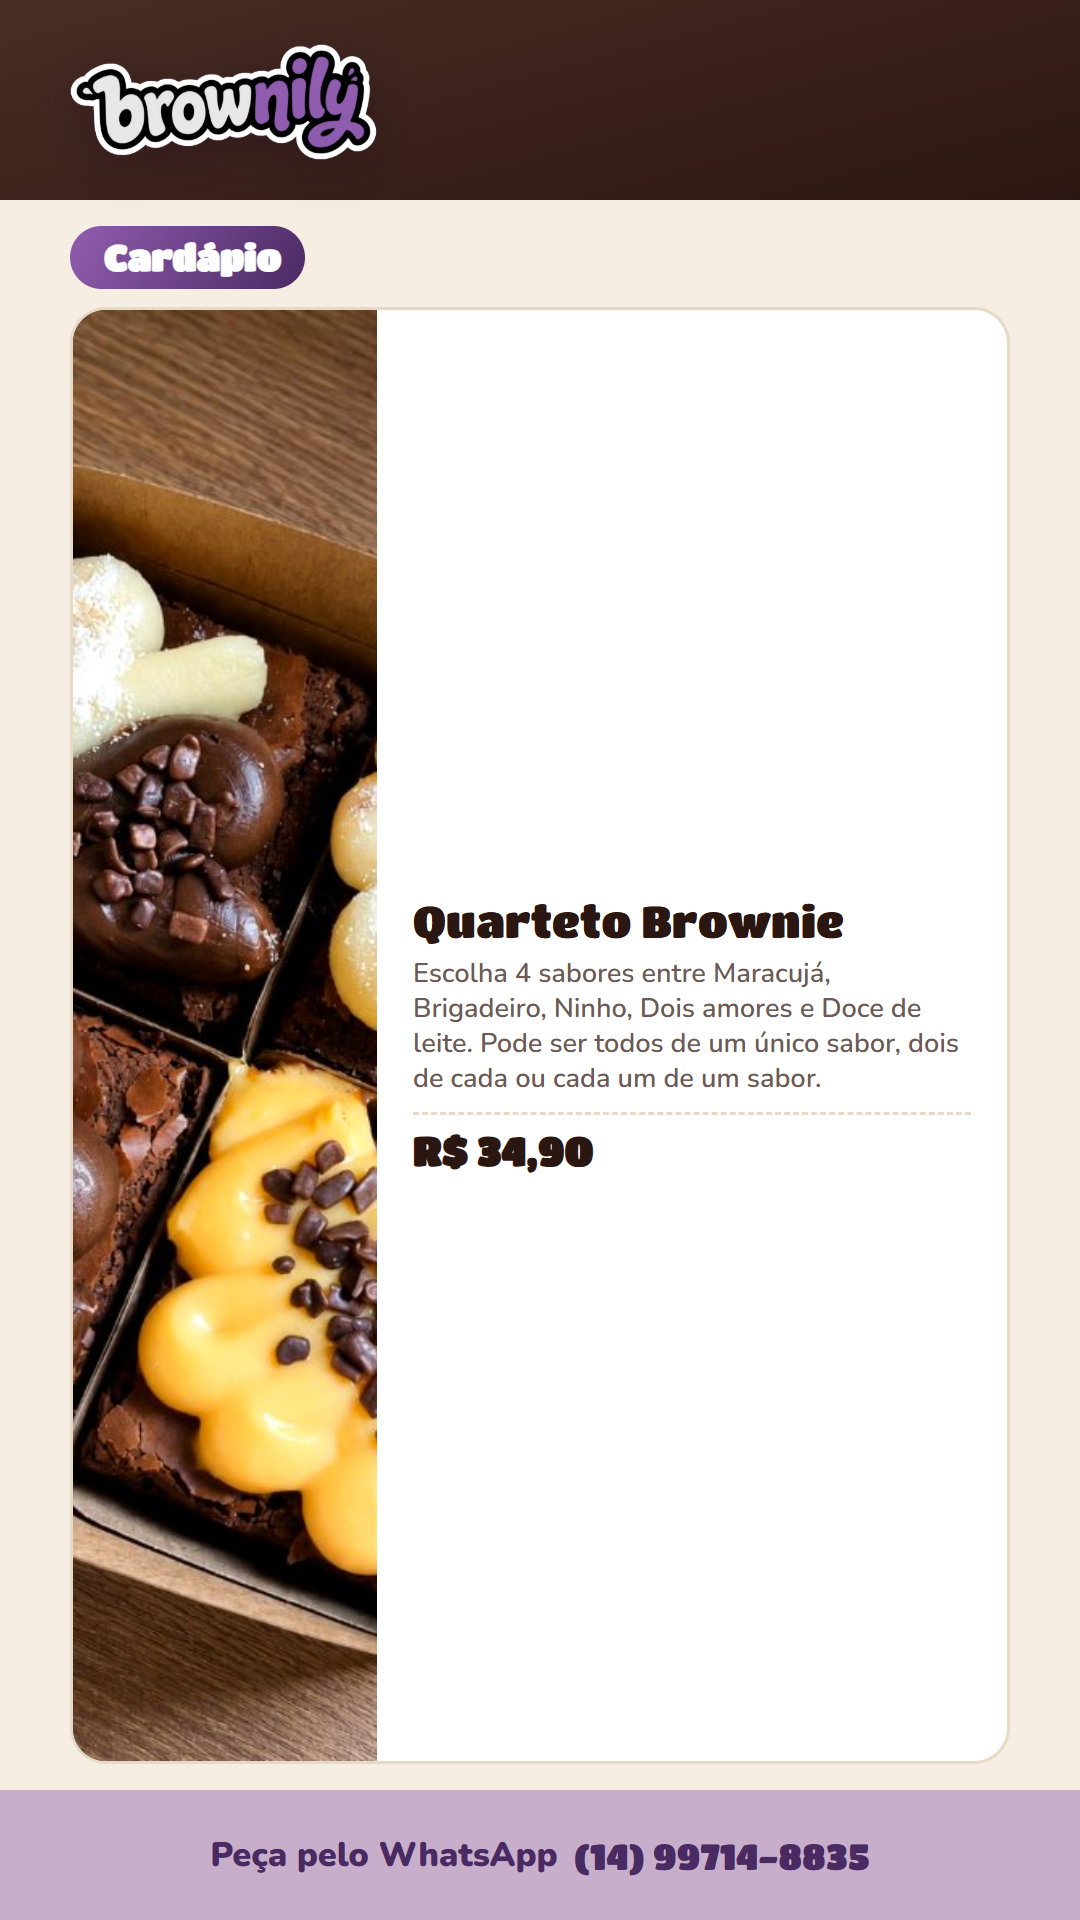 brownily
Cardápio
Quarteto Brownie
Escolha 4 sabores entre Maracujá,
Brigadeiro, Ninho, Dois amores e Doce de
leite. Pode ser todos de um único sabor, dois
de cada ou cada um de um sabor.
R$ 34,90
Peça pelo WhatsApp (14) 99714-8835